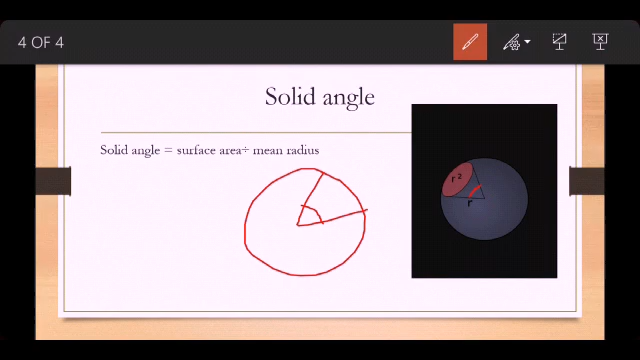 4 OF 4
Solid angle
Solid angle = surface area÷ mean radius
r²
r